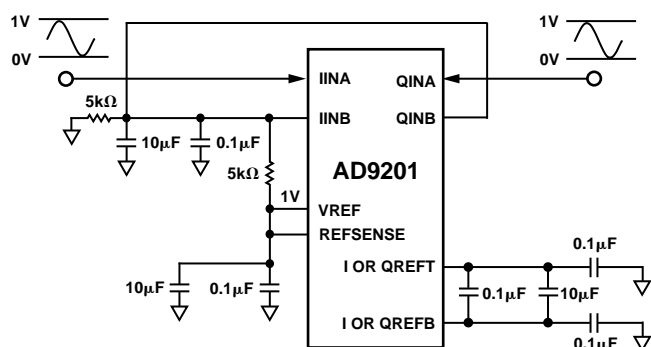 1V
0V
1V
0V
IINA
QINA
5kΩ
IINB
QINB
10μF
0.1μF
5kΩ
AD9201
1V
VREF
REFSENSE
0.1μF
I OR QREFT
10μF
0.1μF
0.1μF
10μF
I OR QREFB
0.1μF